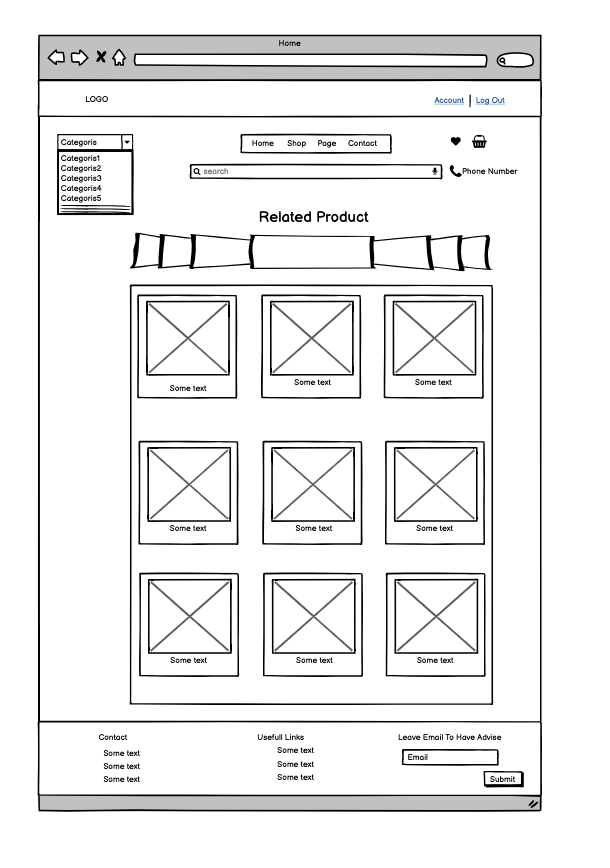 Home
LOGO
Account | Log Out
Categoris
Categoris1
Categoris2
Categoris3
Categoris4
Categoris5
Home Shop Page Contact
search
Phone Number
Related Product
Some text Some text Some text
Some text Some text Some text
Some text Some text Some text
Contact
Some text
Some text
Some text
Usefull Links
Some text
Some text
Some text
Leave Email To Have Advise
Email
Submit